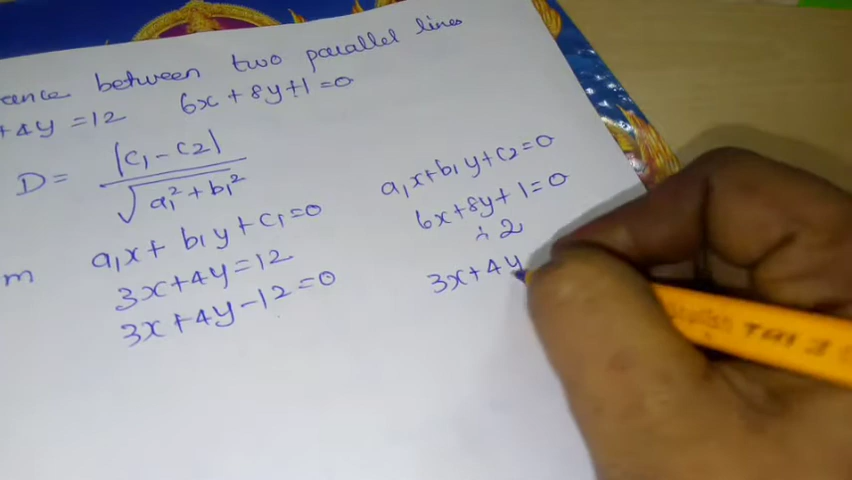 ance between two parallel lines
+4y =12 6x + 8y+1 =0
D= |c1 - c2| / √a1² + b1²
m a1x + b1y + c1 =0
3x+4y =12
3x+4y-12 =0
a1x+b1y+c2=0
6x+8y+1=0
÷2
3x+4y